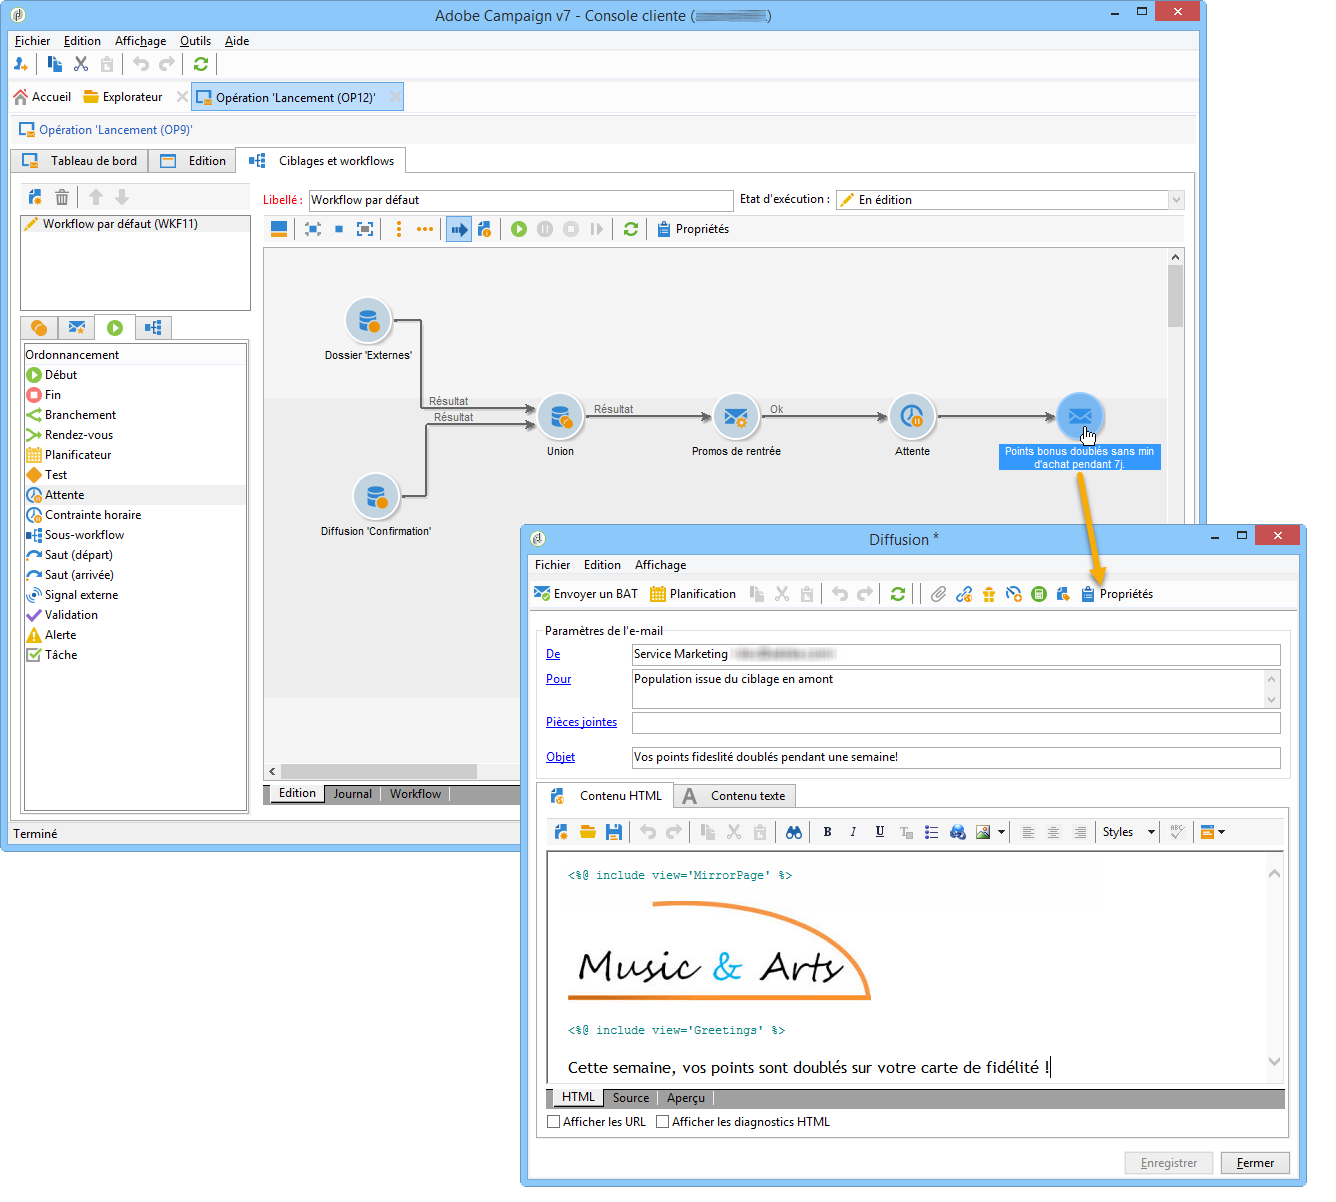 Adobe Campaign v7 - Console cliente ( )
Fichier Edition Affichage Outils Aide
Accueil Explorateur Opération 'Lancement (OP12)'
Opération 'Lancement (OP9)'
Tableau de bord Edition Ciblages et workflows
Libellé : Workflow par défaut Etat d'exécution : En édition
Workflow par défaut (WKF11)
Propriétés
Ordonnancement
Début
Fin
Branchement
Rendez-vous
Planificateur
Test
Attente
Contrainte horaire
Sous-workflow
Saut (départ)
Saut (arrivée)
Signal externe
Validation
Alerte
Tâche
Dossier 'Externes'
Résultat
Résultat
Union
Résultat
Promos de rentrée
Ok
Attente
Points bonus doublés sans min
d'achat pendant 7j.
Diffusion 'Confirmation'
Edition Journal Workflow
Terminé
Diffusion *
Fichier Edition Affichage
Envoyer un BAT Planification Propriétés
Paramètres de l'e-mail
De Service Marketing
Pour Population issue du ciblage en amont
Pièces jointes
Objet Vos points fideslité doublés pendant une semaine!
Contenu HTML A Contenu texte
B I U Styles ABC
<%@ include view='MirrorPage' %>
Music & Arts
<%@ include view='Greetings' %>
Cette semaine, vos points sont doublés sur votre carte de fidélité !
HTML Source Aperçu
Afficher les URL Afficher les diagnostics HTML
Enregistrer Fermer